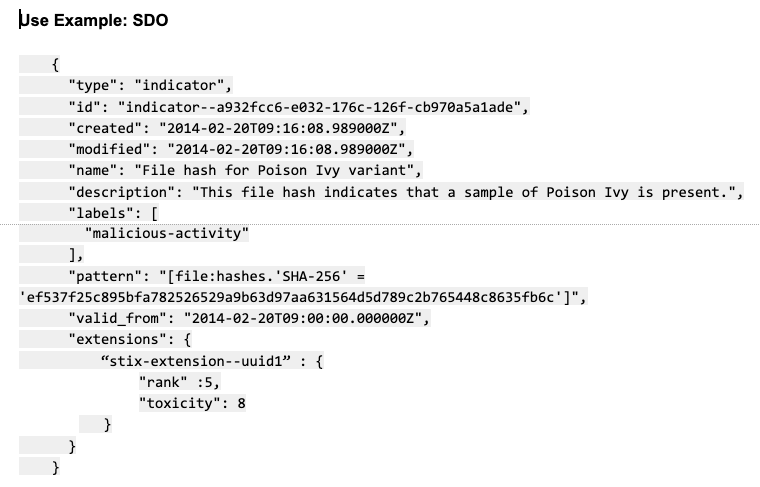 Use Example: SDO
{
"type": "indicator",
"id": "indicator--a932fcc6-e032-176c-126f-cb970a5a1ade",
"created": "2014-02-20T09:16:08.989000Z",
"modified": "2014-02-20T09:16:08.989000Z",
"name": "File hash for Poison Ivy variant",
"description": "This file hash indicates that a sample of Poison Ivy is present.",
"labels": [
"malicious-activity"
],
"pattern": "[file:hashes.'SHA-256' =
'ef537f25c895bfa782526529a9b63d97aa631564d5d789c2b765448c8635fb6c']",
"valid_from": "2014-02-20T09:00:00.000000Z",
"extensions": {
“stix-extension--uuid1” : {
"rank" :5,
"toxicity": 8
}
}
}